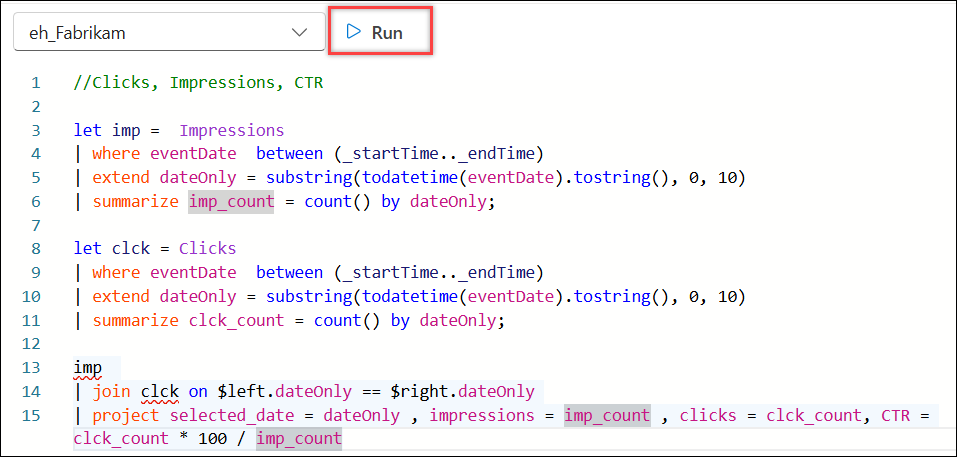 eh_Fabrikam
Run
1 //Clicks, Impressions, CTR
2
3 let imp =  Impressions
4 | where eventDate  between (_startTime.._endTime)
5 | extend dateOnly = substring(todatetime(eventDate).tostring(), 0, 10)
6 | summarize imp_count = count() by dateOnly;
7
8 let clck = Clicks
9 | where eventDate  between (_startTime.._endTime)
10 | extend dateOnly = substring(todatetime(eventDate).tostring(), 0, 10)
11 | summarize clck_count = count() by dateOnly;
12
13 imp
14 | join clck on $left.dateOnly == $right.dateOnly
15 | project selected_date = dateOnly , impressions = imp_count , clicks = clck_count, CTR =
clck_count * 100 / imp_count